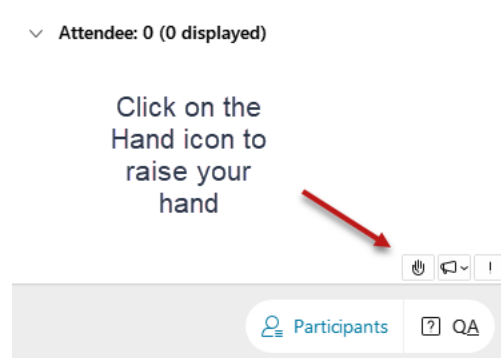 Attendee: 0 (0 displayed)
Click on the
Hand icon to
raise your
hand
!
Participants
? QA